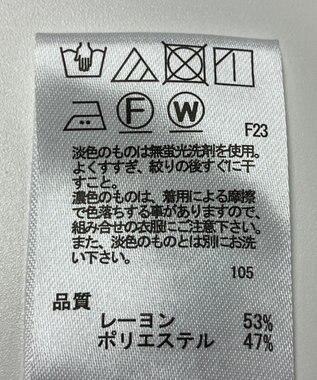 F W
F23
淡色のものは無蛍光洗剤を使用。
よくすすぎ、絞りの後すぐに干
すこと。
濃色のものは、着用による摩擦
で色落ちする事がありますので、
組み合せの衣服にご注意下さい。
また、淡色のものとは別にお洗
い下さい。
105
品質
レーヨン 53%
ポリエステル 47%